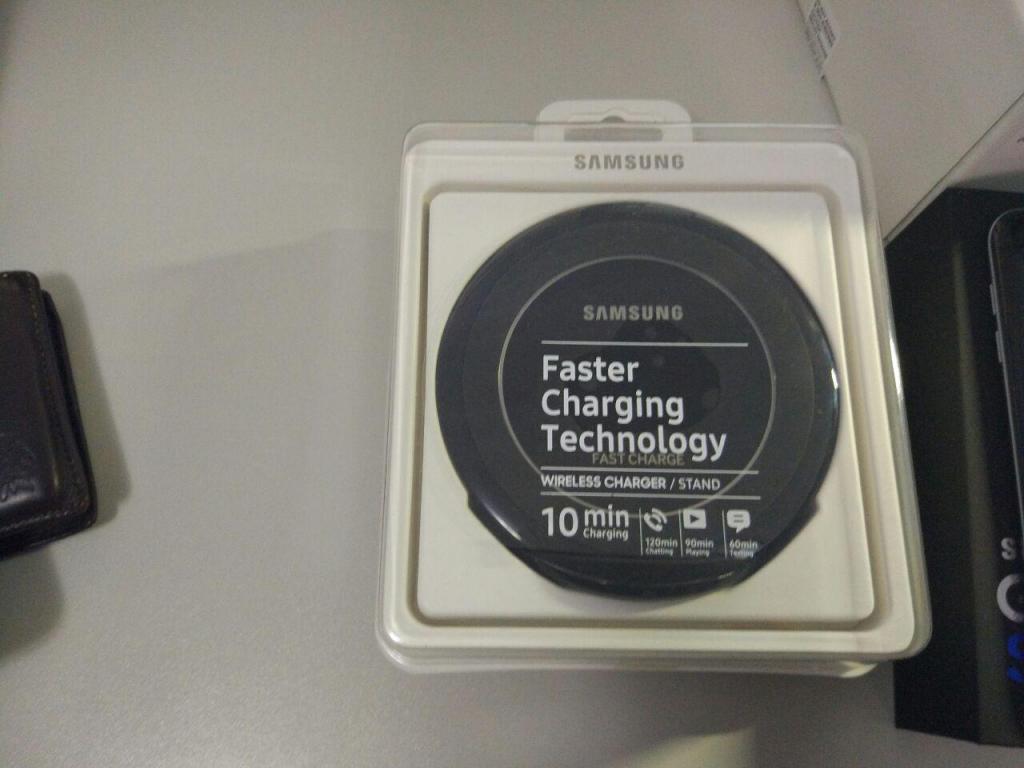 SAMSUNG
SAMSUNG
Faster
Charging
Technology
FAST CHARGE
WIRELESS CHARGER / STAND
10 min
Charging
120min
Chatting
90min
Playing
60min
Texting
S